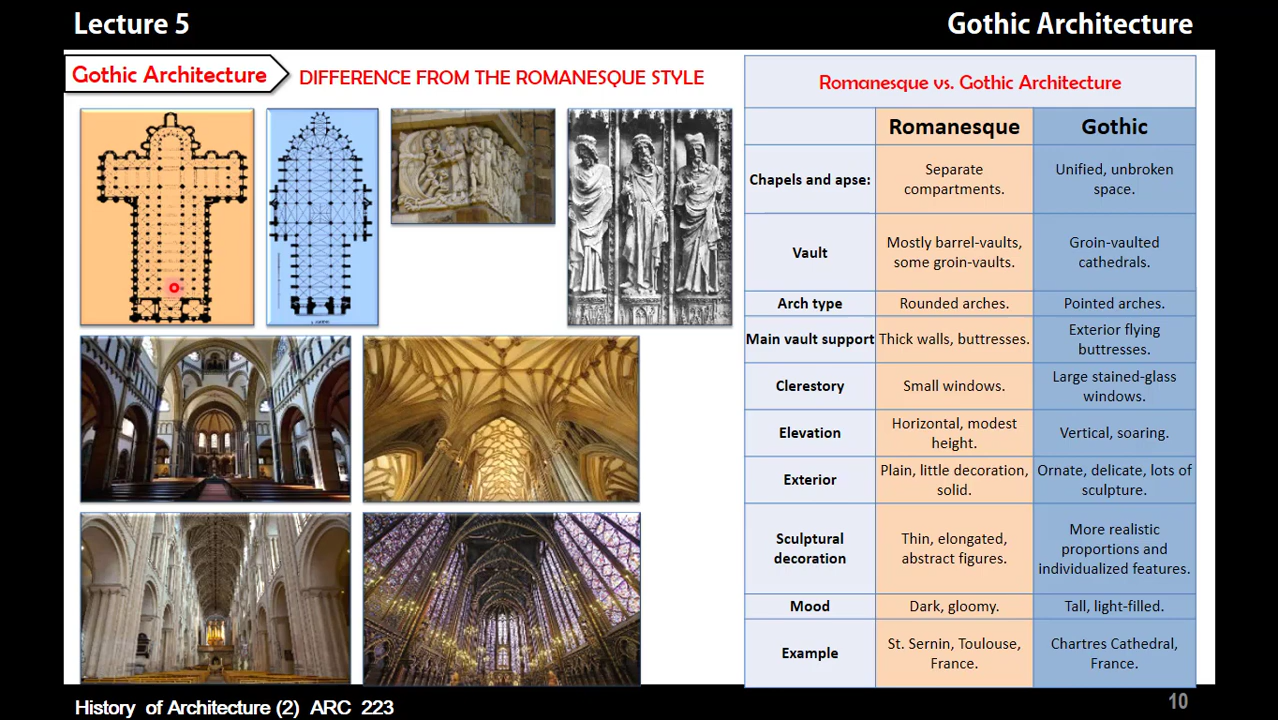 Lecture 5
Gothic Architecture
Gothic Architecture
DIFFERENCE FROM THE ROMANESQUE STYLE
Romanesque vs. Gothic Architecture
Romanesque
Gothic
Chapels and apse:
Separate
compartments.
Unified, unbroken
space.
Vault
Mostly barrel-vaults,
some groin-vaults.
Groin-vaulted
cathedrals.
Arch type
Rounded arches.
Pointed arches.
Main vault support
Thick walls, buttresses.
Exterior flying
buttresses.
Clerestory
Small windows.
Large stained-glass
windows.
Elevation
Horizontal, modest
height.
Vertical, soaring.
Exterior
Plain, little decoration,
solid.
Ornate, delicate, lots of
sculpture.
Sculptural
decoration
Thin, elongated,
abstract figures.
More realistic
proportions and
individualized features.
Mood
Dark, gloomy.
Tall, light-filled.
Example
St. Sernin, Toulouse,
France.
Chartres Cathedral,
France.
History of Architecture (2) ARC 223
10